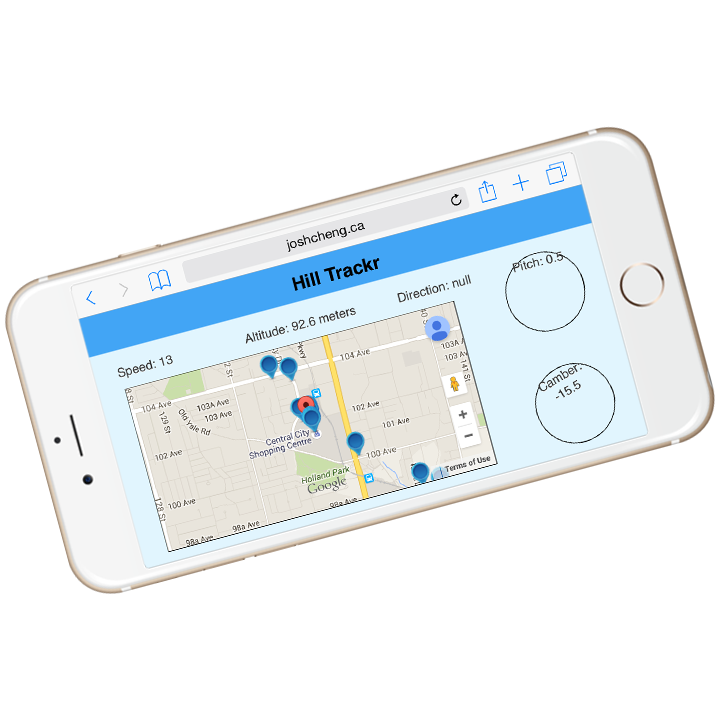 joshcheng.ca
Hill Trackr
Speed: 13
Altitude: 92.6 meters
Direction: null
Pitch: 0.5
Camber:
-15.5
104 Ave
104 Ave
103A Ave
103 Ave
Old Yale Rd
129 St
102 Ave
102 Ave
101 Ave
Central City
Shopping Centre
100 Ave
100 Ave
Holland Park
Google
128 St
98a Ave
98a Ave
98a Ave
103A
141 St
Terms of Use